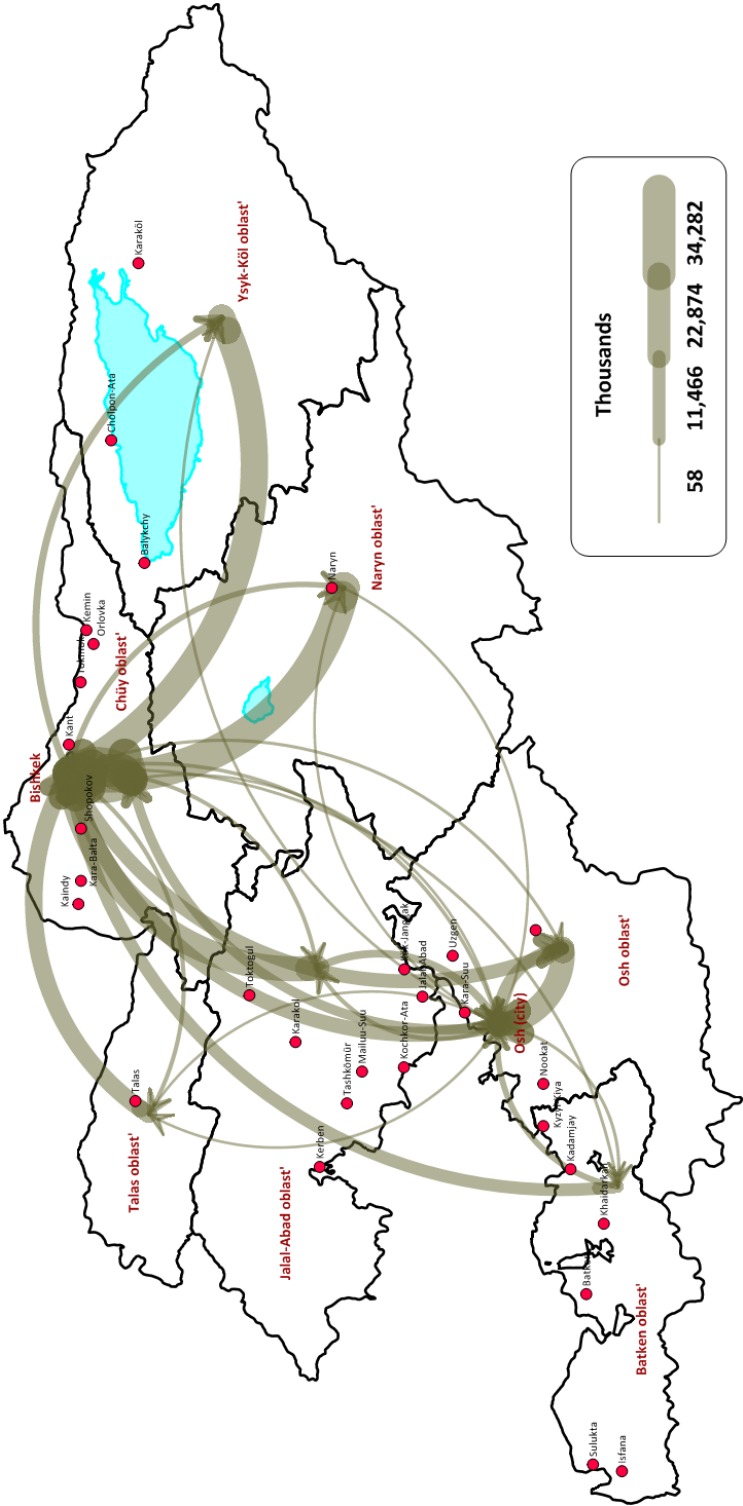 Bishkek
Kaindy
Kara-Balta
Shopokov
Kant
Kemin
Orlovka
Chüy oblast'
Cholpon-Ata
Karaköl
Balykchy
Talas
Talas oblast'
Ysyk-Köl oblast'
Toktogul
Karakol
Jalal-Abad oblast'
Kerben
Tashkömür
Mailuu-Suu
Naryn
Naryn oblast'
Kochkor-Ata
Jalal-Abad
Uzgen
Kara-Suu
Osh (city)
Nookat
Kyzyl-Kiya
Kadamjay
Khaidarkan
Osh oblast'
Sulukta
Isfana
Batken oblast'
Thousands
58 11,466 22,874 34,282